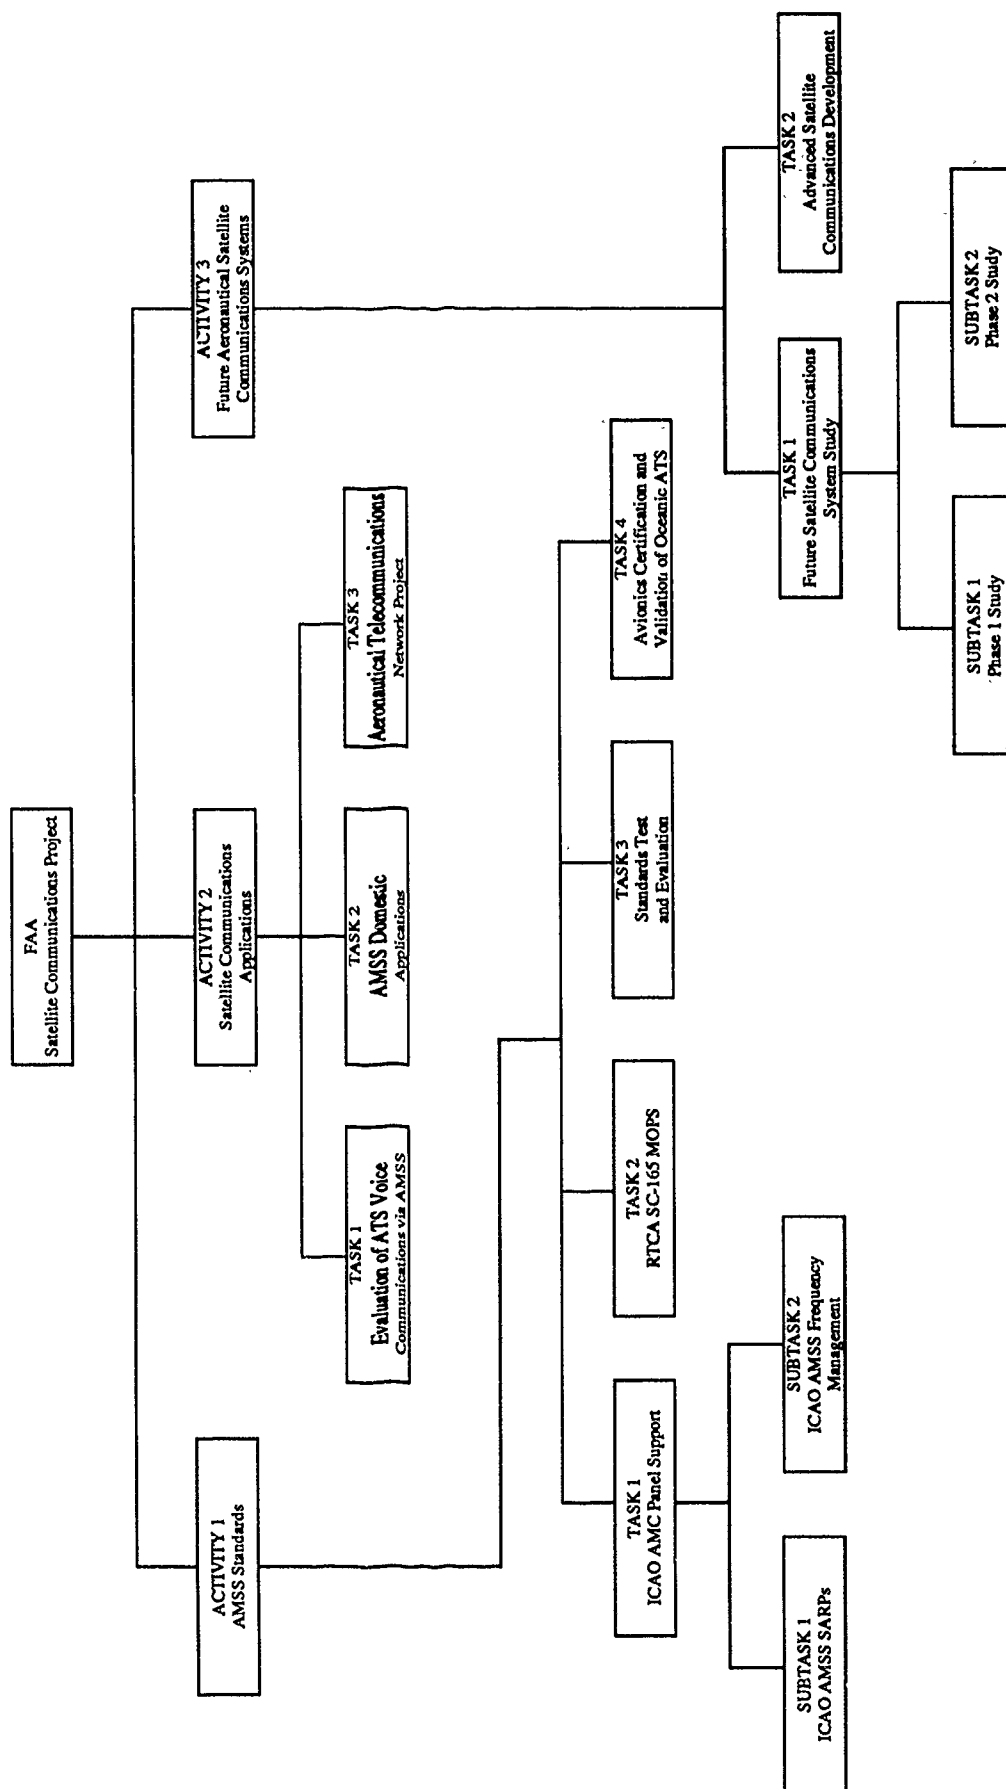 FAA
Satellite Communications Project
ACTIVITY 1
AMSS Standards
ACTIVITY 2
Satellite Communications
Applications
ACTIVITY 3
Future Aeronautical Satellite
Communications Systems
TASK 1
Evaluation of ATS Voice
Communications via AMSS
TASK 2
AMSS Domestic
Applications
TASK 3
Aeronautical Telecommunications
Network Project
TASK 1
ICAO AMC Panel Support
TASK 2
RTCA SC-165 MOPS
TASK 3
Standards Test
and Evaluation
TASK 4
Avionics Certification and
Validation of Oceanic ATS
SUBTASK 1
ICAO AMSS SARPs
SUBTASK 2
ICAO AMSS Frequency
Management
TASK 1
Future Satellite Communications
System Study
TASK 2
Advanced Satellite
Communications Development
SUBTASK 1
Phase 1 Study
SUBTASK 2
Phase 2 Study